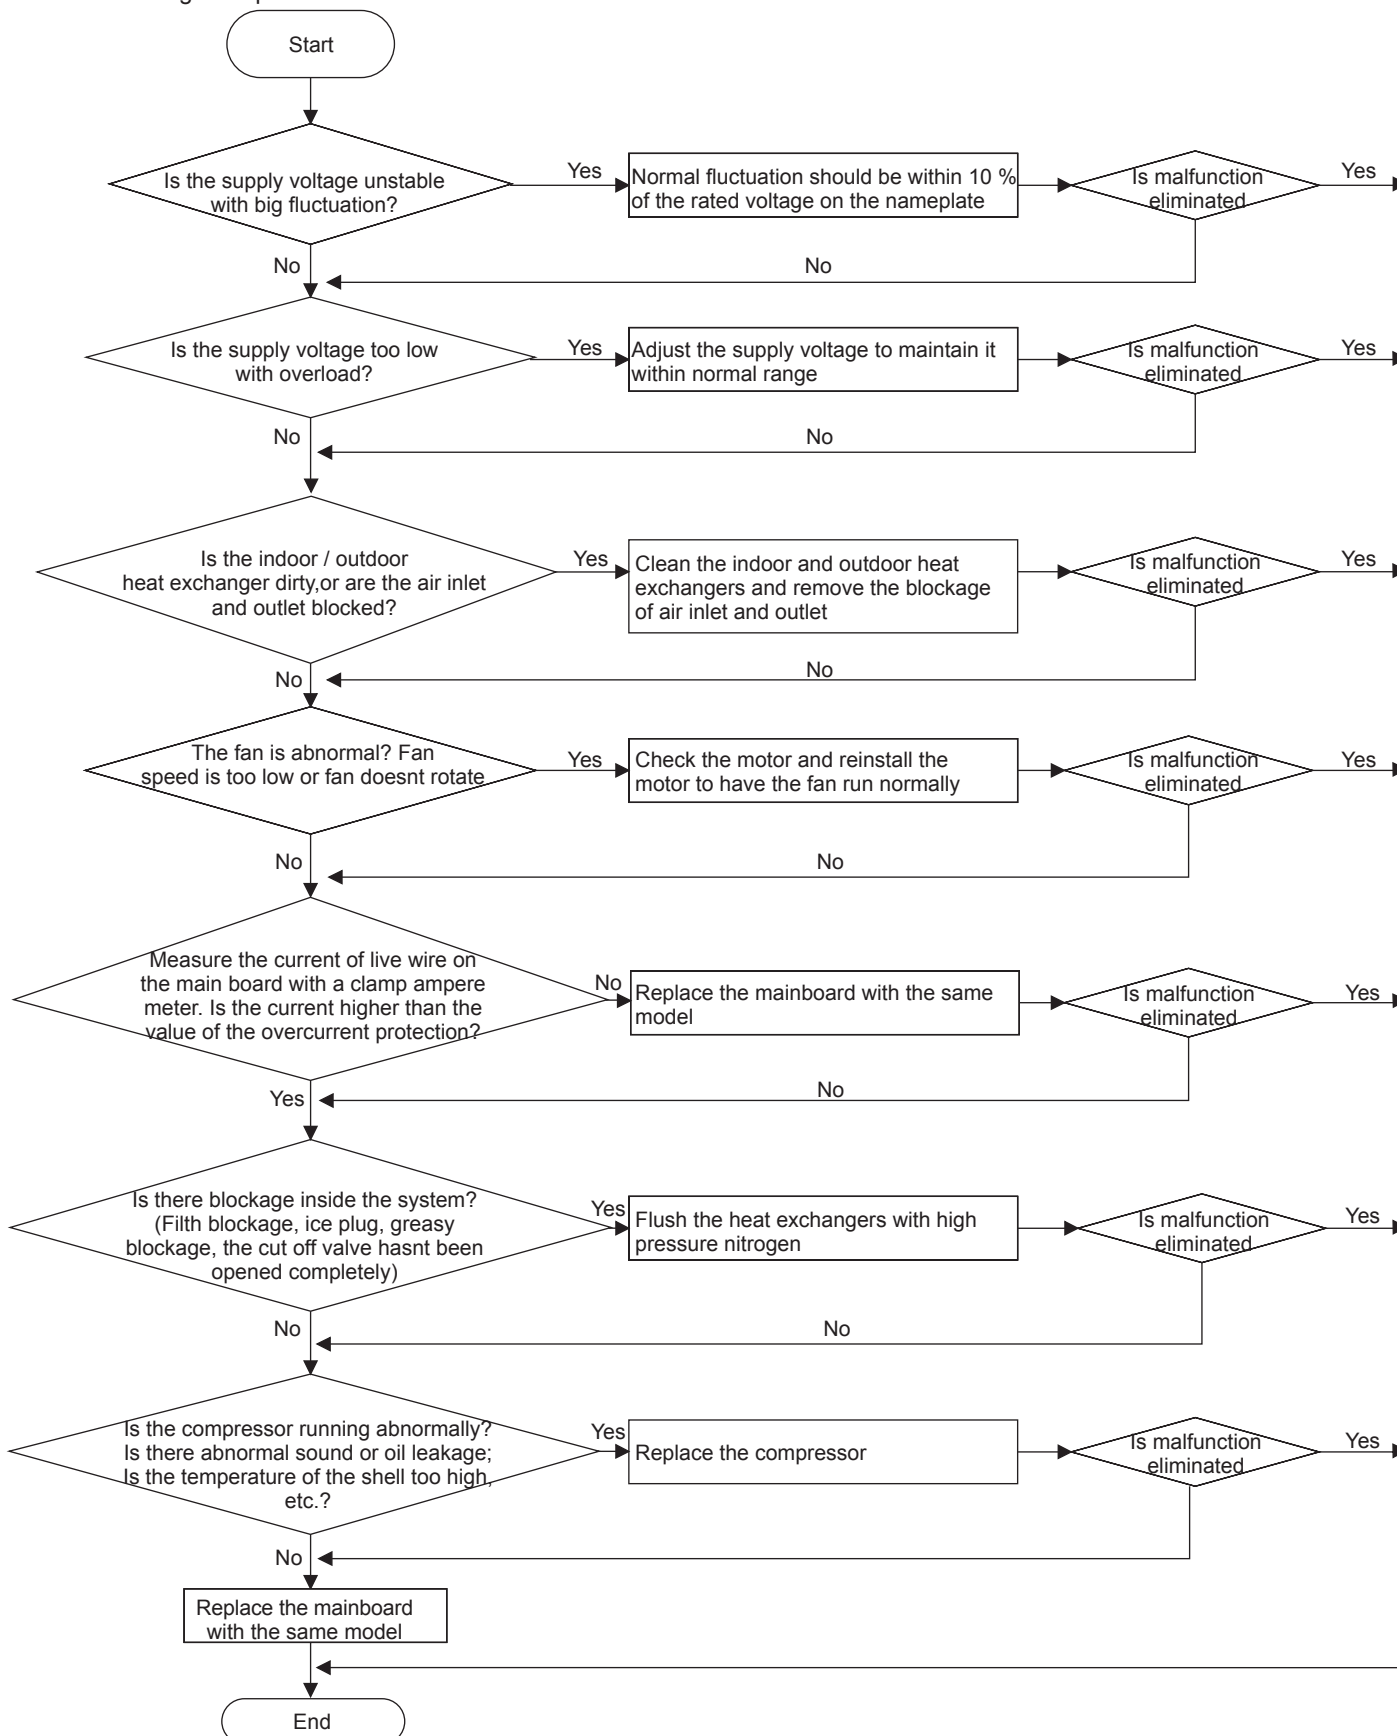 Start
Is the supply voltage unstable
with big fluctuation?
Yes
Normal fluctuation should be within 10 %
of the rated voltage on the nameplate
Is malfunction
eliminated
Yes
No
No
Is the supply voltage too low
with overload?
Yes
Adjust the supply voltage to maintain it
within normal range
Is malfunction
eliminated
Yes
No
No
Is the indoor / outdoor
heat exchanger dirty,or are the air inlet
and outlet blocked?
Yes
Clean the indoor and outdoor heat
exchangers and remove the blockage
of air inlet and outlet
Is malfunction
eliminated
Yes
No
No
The fan is abnormal? Fan
speed is too low or fan doesnt rotate
Yes
Check the motor and reinstall the
motor to have the fan run normally
Is malfunction
eliminated
Yes
No
No
Measure the current of live wire on
the main board with a clamp ampere
meter. Is the current higher than the
value of the overcurrent protection?
No
Replace the mainboard with the same
model
Is malfunction
eliminated
Yes
Yes
No
Is there blockage inside the system?
(Filth blockage, ice plug, greasy
blockage, the cut off valve hasnt been
opened completely)
Yes
Flush the heat exchangers with high
pressure nitrogen
Is malfunction
eliminated
Yes
No
No
Is the compressor running abnormally?
Is there abnormal sound or oil leakage;
Is the temperature of the shell too high,
etc.?
Yes
Replace the compressor
Is malfunction
eliminated
Yes
No
Replace the mainboard
with the same model
End